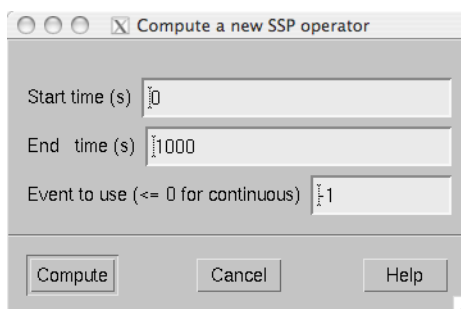 Compute a new SSP operator
Start time (s) 0
End time (s) 1000
Event to use (<= 0 for continuous) -1
Compute Cancel Help